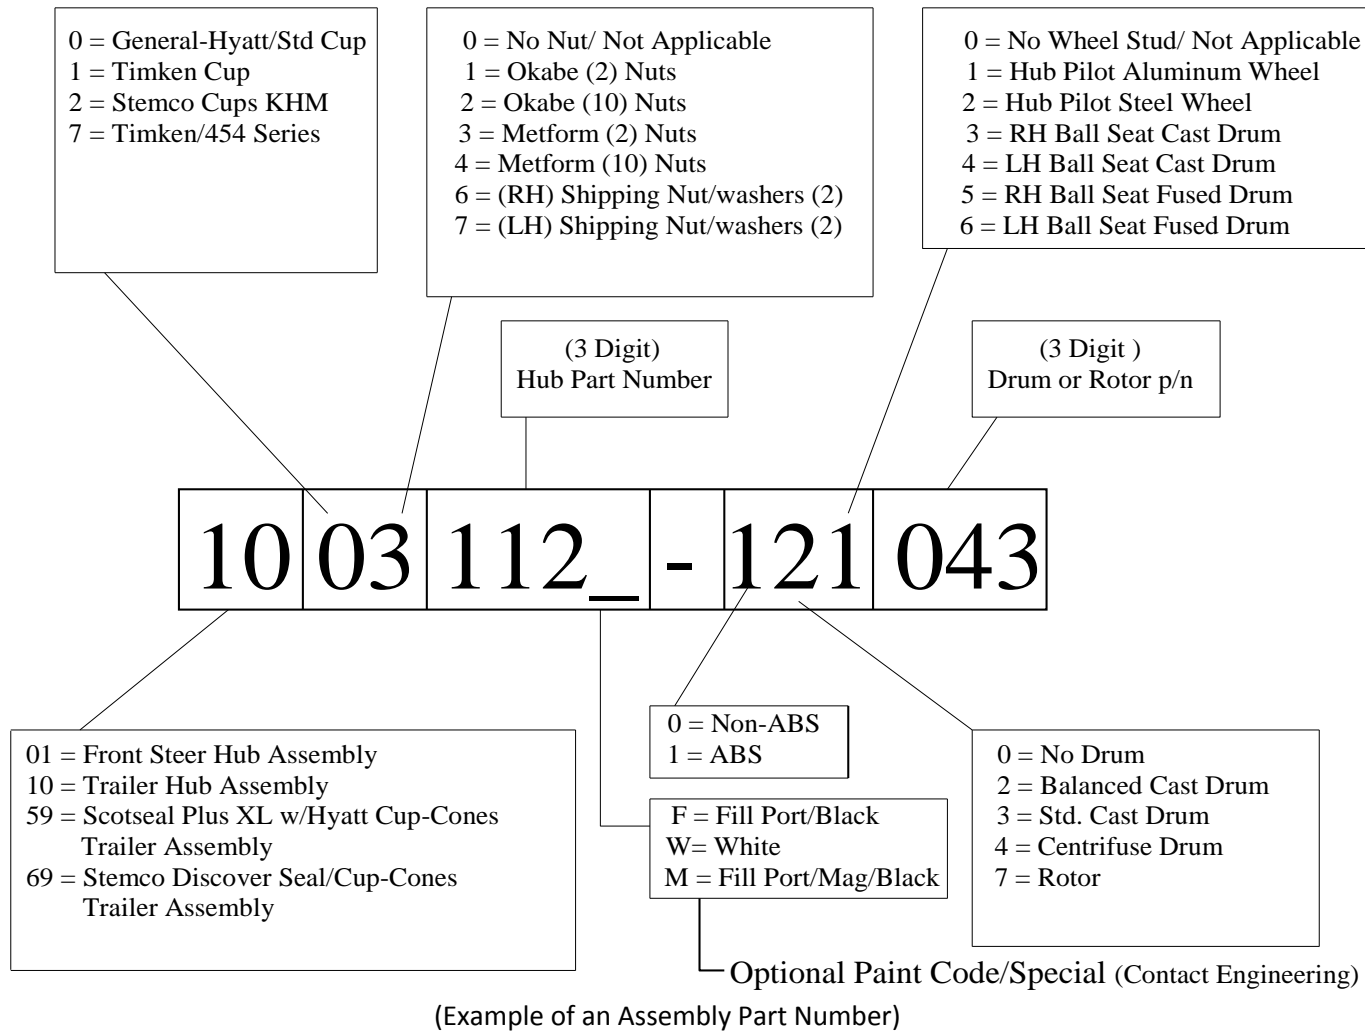 0 = General-Hyatt/Std Cup
1 = Timken Cup
2 = Stemco Cups KHM
7 = Timken/454 Series
0 = No Nut/ Not Applicable
1 = Okabe (2) Nuts
2 = Okabe (10) Nuts
3 = Metform (2) Nuts
4 = Metform (10) Nuts
6 = (RH) Shipping Nut/washers (2)
7 = (LH) Shipping Nut/washers (2)
0 = No Wheel Stud/ Not Applicable
1 = Hub Pilot Aluminum Wheel
2 = Hub Pilot Steel Wheel
3 = RH Ball Seat Cast Drum
4 = LH Ball Seat Cast Drum
5 = RH Ball Seat Fused Drum
6 = LH Ball Seat Fused Drum
(3 Digit)
Hub Part Number
(3 Digit )
Drum or Rotor p/n
10 03 112_ - 121 043
01 = Front Steer Hub Assembly
10 = Trailer Hub Assembly
59 = Scotseal Plus XL w/Hyatt Cup-Cones
Trailer Assembly
69 = Stemco Discover Seal/Cup-Cones
Trailer Assembly
0 = Non-ABS
1 = ABS
F = Fill Port/Black
W= White
M = Fill Port/Mag/Black
0 = No Drum
2 = Balanced Cast Drum
3 = Std. Cast Drum
4 = Centrifuse Drum
7 = Rotor
Optional Paint Code/Special (Contact Engineering)
(Example of an Assembly Part Number)